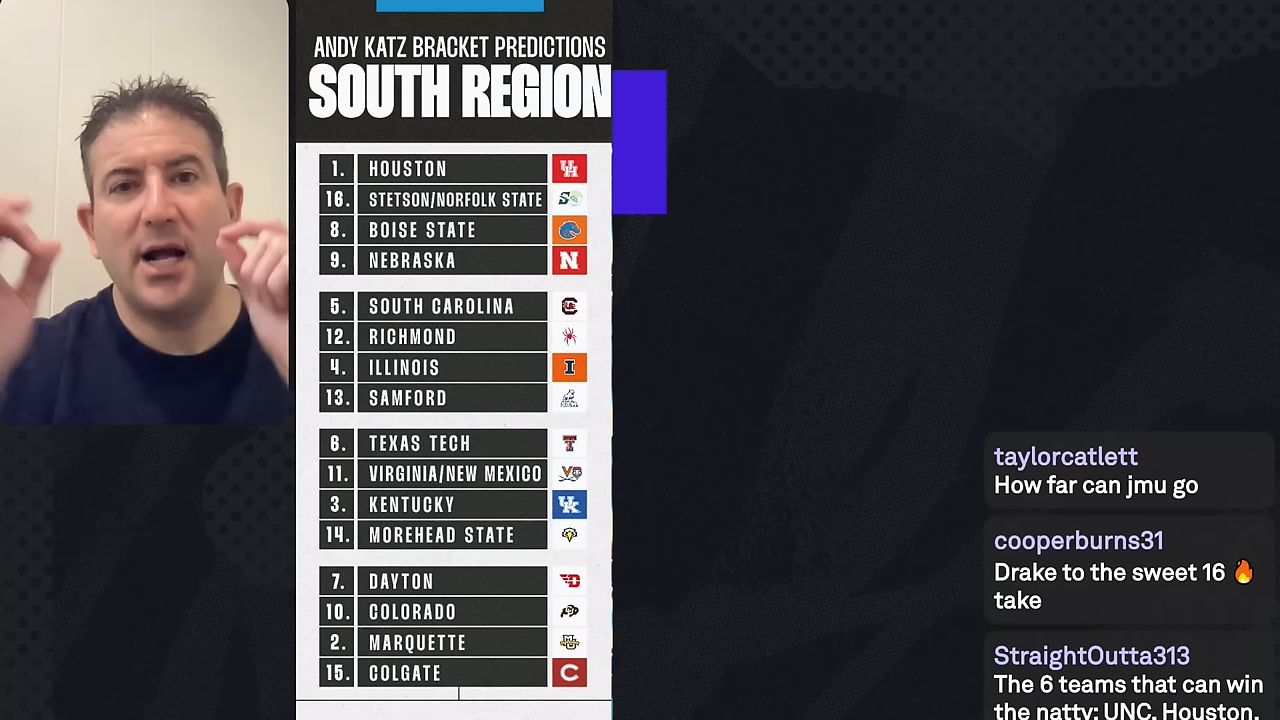 ANDY KATZ BRACKET PREDICTIONS
SOUTH REGION
1. HOUSTON
16. STETSON/NORFOLK STATE
8. BOISE STATE
9. NEBRASKA
5. SOUTH CAROLINA
12. RICHMOND
4. ILLINOIS
13. SAMFORD
6. TEXAS TECH
11. VIRGINIA/NEW MEXICO
3. KENTUCKY
14. MOREHEAD STATE
7. DAYTON
10. COLORADO
2. MARQUETTE
15. COLGATE
taylorcatlett
How far can jmu go
cooperburns31
Drake to the sweet 16 🔥
take
StraightOutta313
The 6 teams that can win
the natty: UNC, Houston,